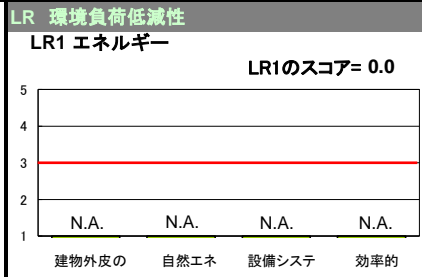 LR 環境負荷低減性
LR1 エネルギー
LR1のスコア= 0.0
5
4
3
2
1
N.A. N.A. N.A. N.A.
建物外皮の 自然エネ 設備システ 効率的